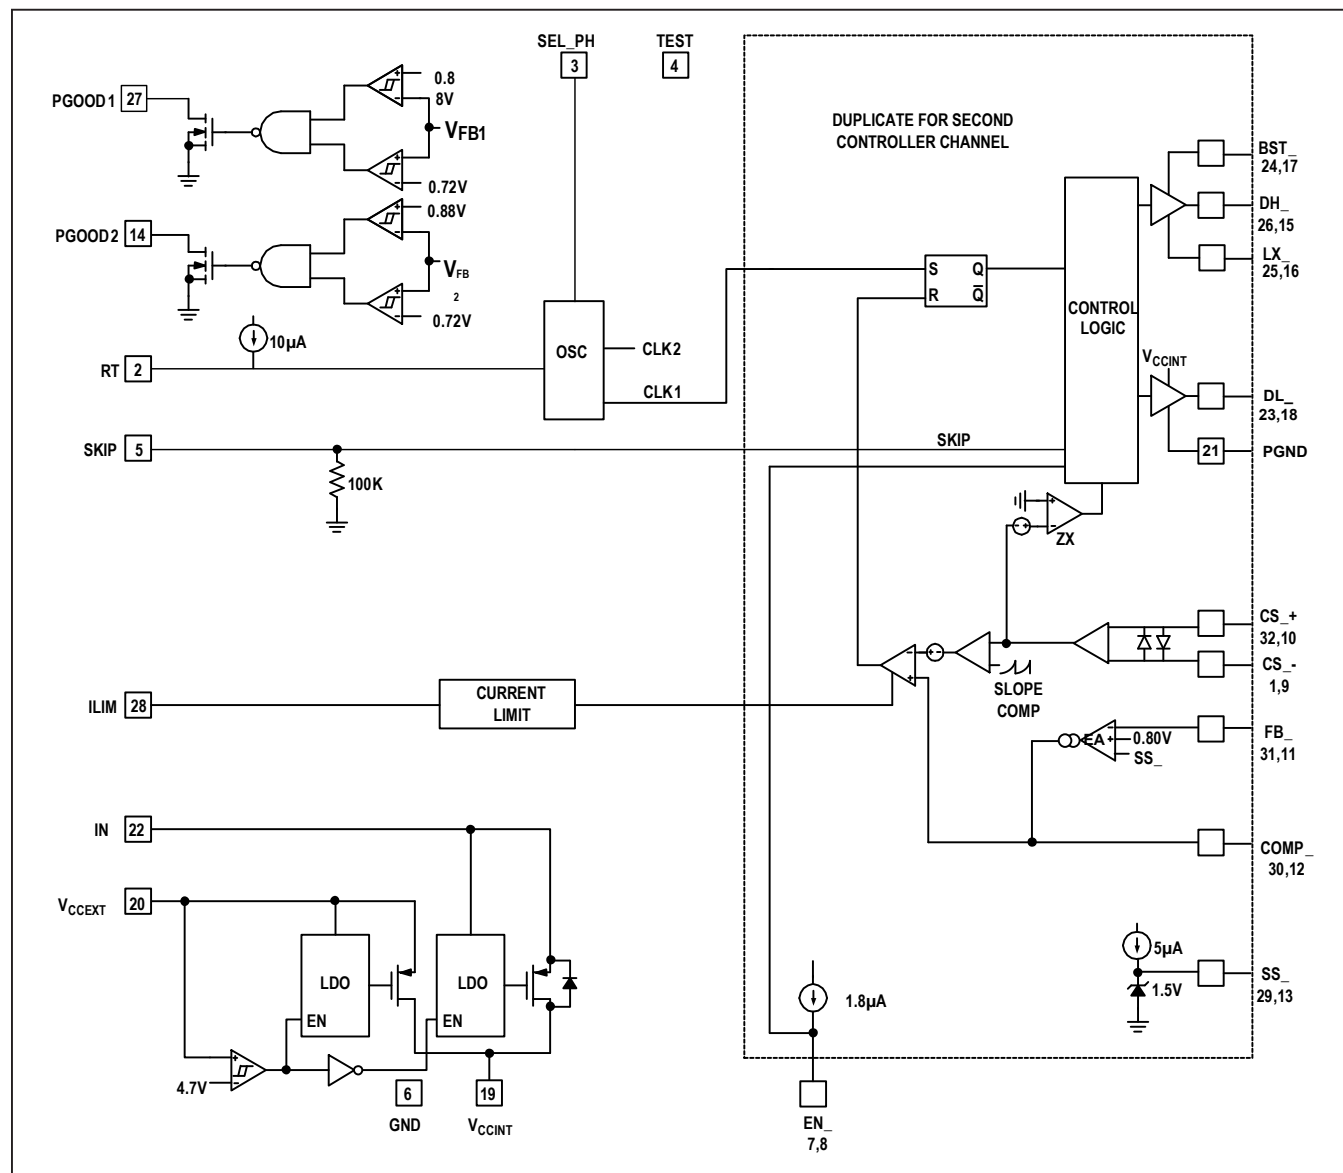 SEL_PH
3
TEST
4
PGOOD1
27
+
-
0.8
8V
VFB1
+
-
0.72V
PGOOD2
14
+
-
0.88V
VFB
2
+
-
0.72V
10µA
RT
2
OSC
CLK2
CLK1
SKIP
5
100K
SKIP
DUPLICATE FOR SECOND
CONTROLLER CHANNEL
S
Q
R
Q̅
CONTROL
LOGIC
BST_
24,17
DH_
26,15
LX_
25,16
VCCINT
DL_
23,18
21
PGND
+
-
- +
ZX
CS_+
32,10
CS_-
1,9
-
+
+ -
SLOPE
COMP
ILIM
28
CURRENT
LIMIT
EA
-
+
0.80V
SS_
FB_
31,11
COMP_
30,12
IN
22
VCCEXT
20
LDO
EN
LDO
EN
+
-
4.7V
6
GND
19
VCCINT
1.8µA
EN_
7,8
5µA
1.5V
SS_
29,13